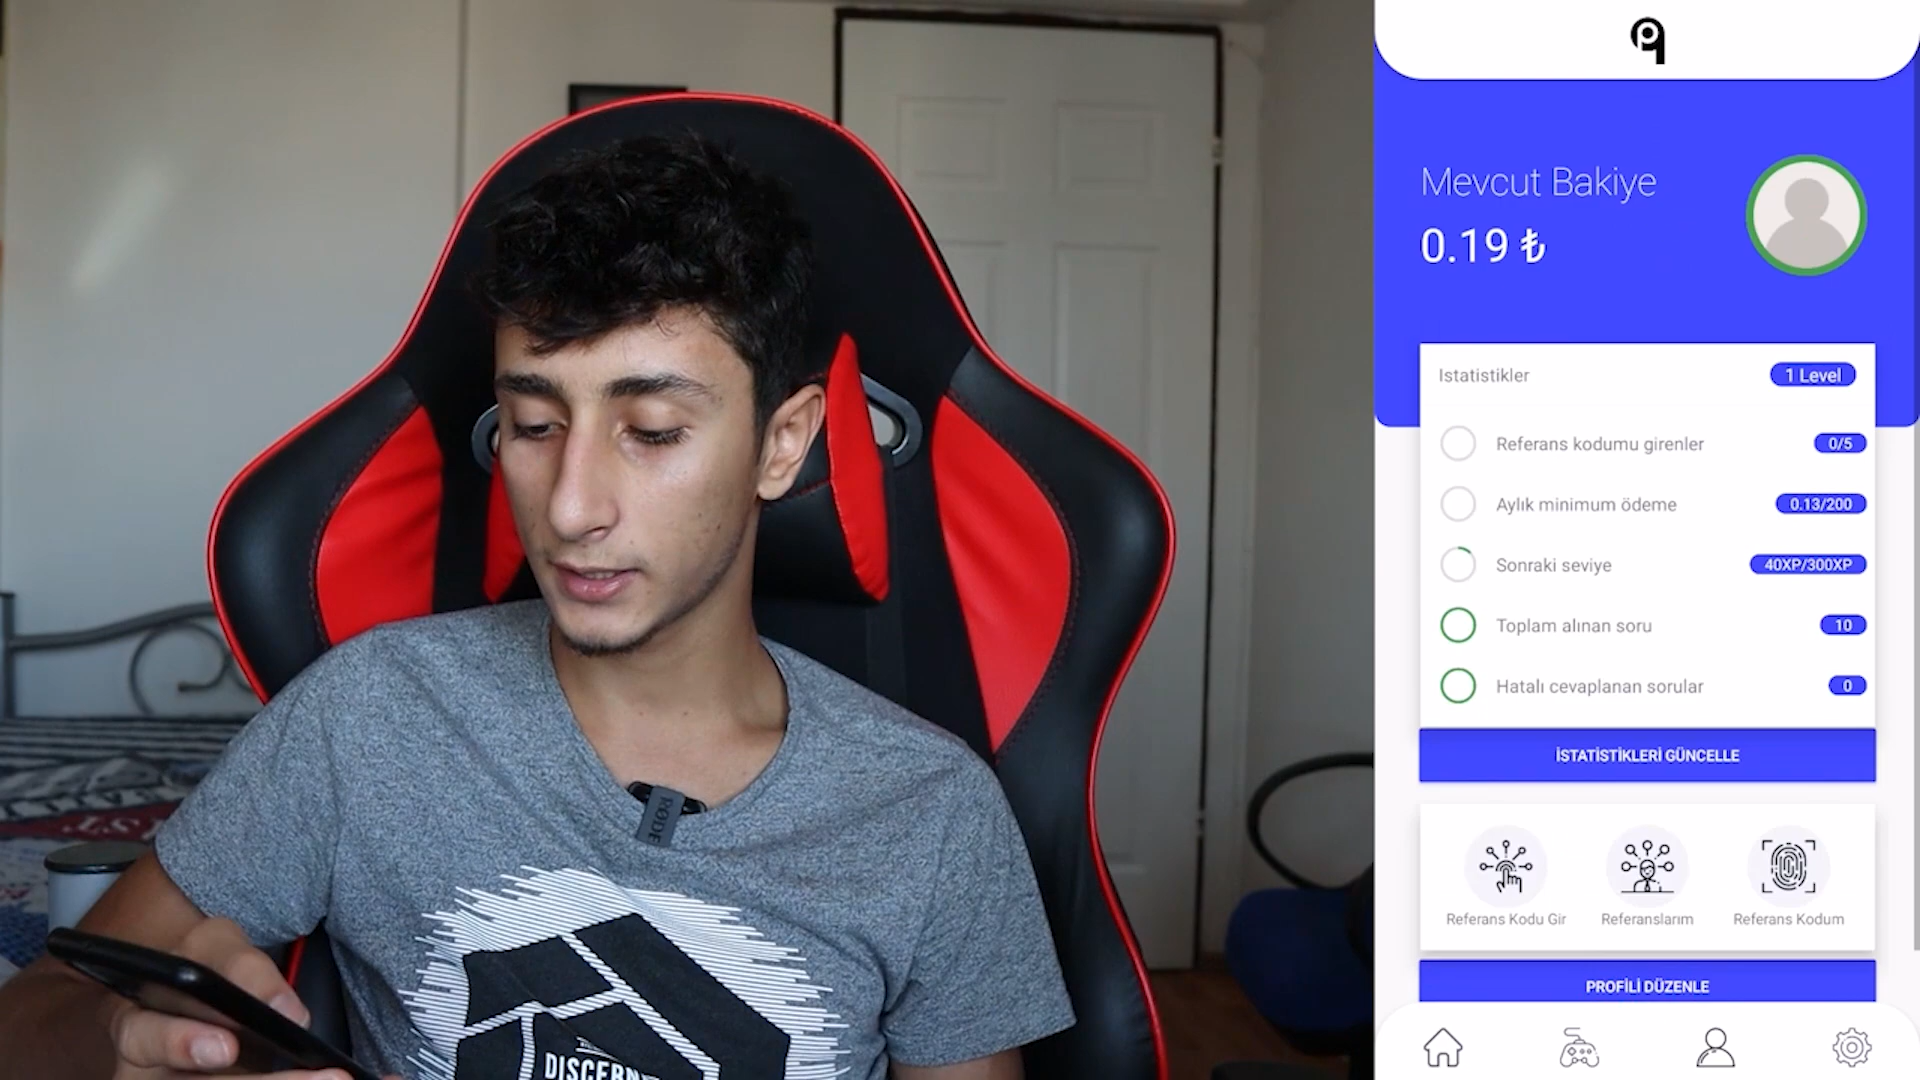 Mevcut Bakiye
0.19 ₺
Istatistikler
1 Level
Referans kodumu girenler
0/5
Aylık minimum ödeme
0.13/200
Sonraki seviye
40XP/300XP
Toplam alınan soru
10
Hatalı cevaplanan sorular
0
İSTATİSTİKLERİ GÜNCELLE
Referans Kodu Gir
Referanslarım
Referans Kodum
PROFİLİ DÜZENLE
RODE